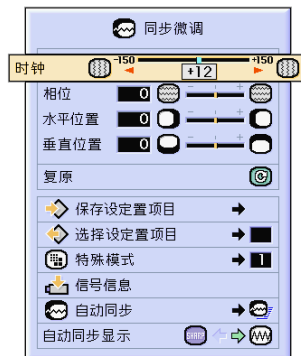 同步微调
时钟 -150 +12 +150
相位 0
水平位置 0
垂直位置 0
复原
保存设定置项目
选择设定置项目
特殊模式 1
信号信息
自动同步
自动同步显示 SHARP